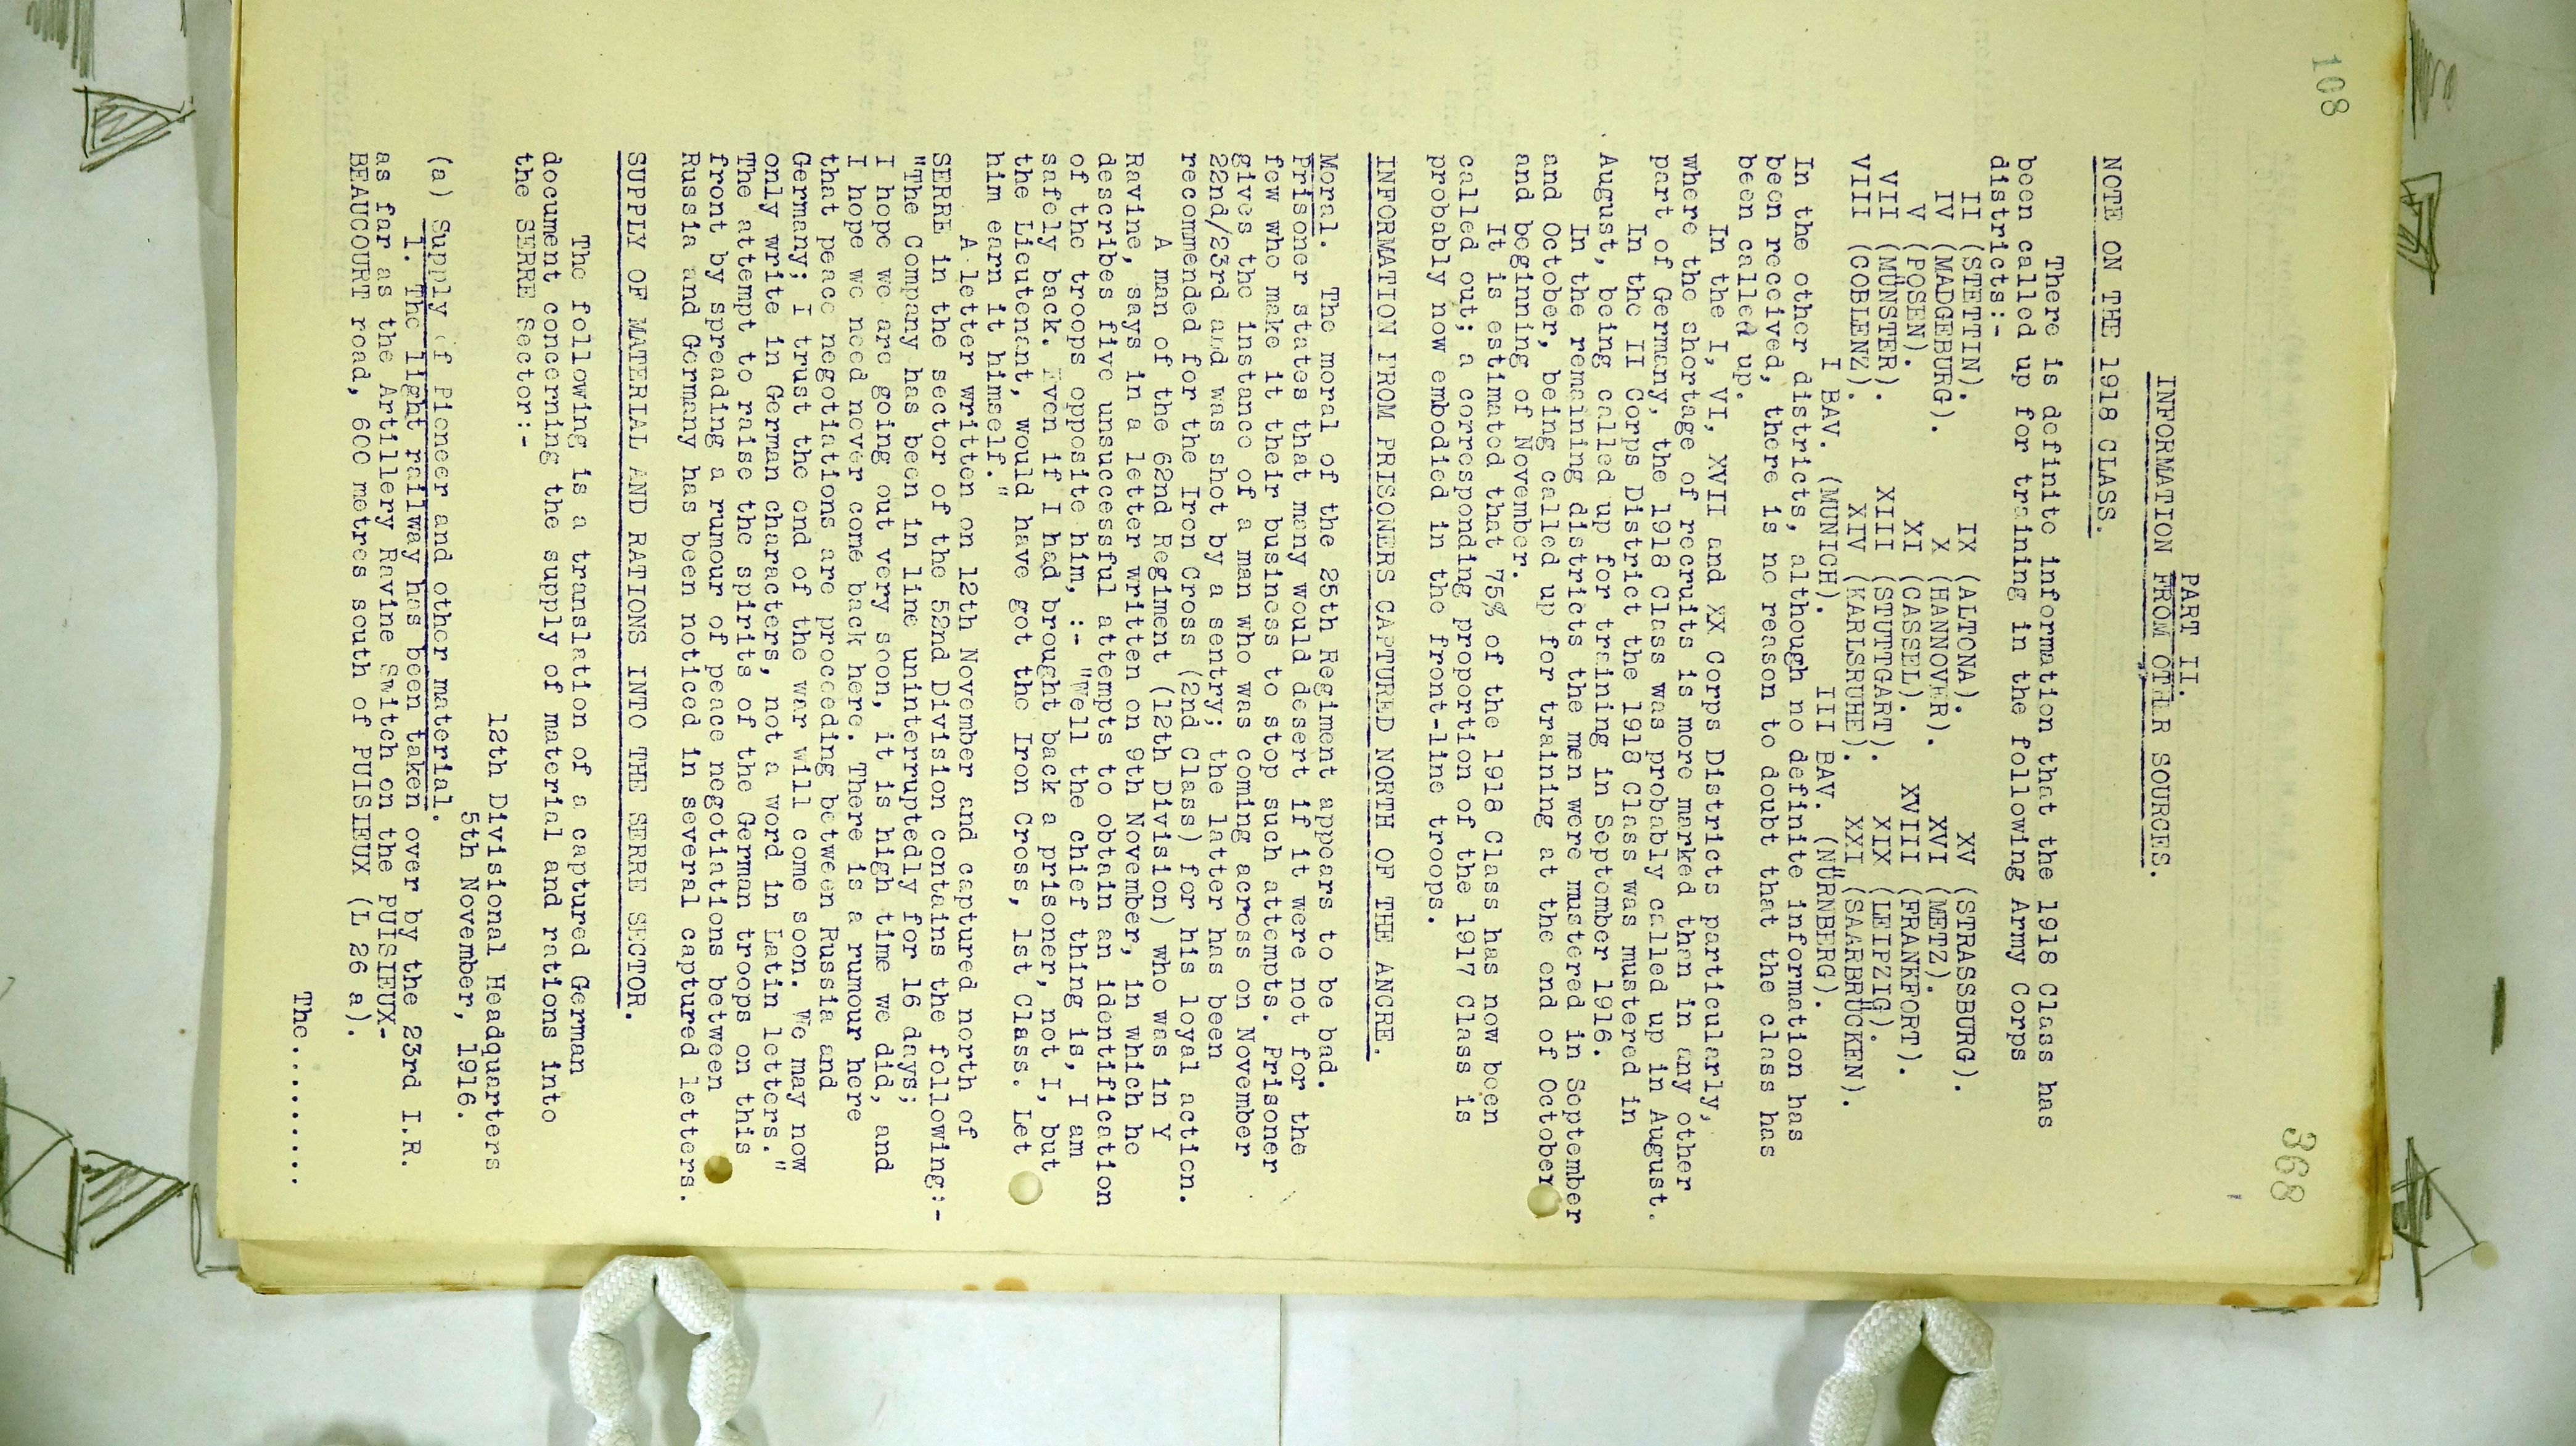 108
368
PART II.
INFORMATION FROM OTHER SOURCES.
NOTE ON THE 1918 CLASS.
There is definite information that the 1918 Class has
been called up for training in the following Army Corps
districts:-
II (STETTIN). IX (ALTONA). XV (STRASSBURG).
IV (MADGEBURG). X (HANNOVER). XVI (METZ).
V (POSEN). XI (CASSEL). XVIII (FRANKFORT).
VII (MÜNSTER). XIII (STUTTGART). XIX (LEIPZIG).
VIII (COBLENZ). XIV (KARLSRUHE). XXI (SAARBRÜCKEN).
I BAV. (MUNICH). III BAV. (NÜRNBERG).
In the other districts, although no definite information has
been received, there is no reason to doubt that the class has
been called up.
In the I, VI, XVII and XX Corps Districts particularly,
where the shortage of recruits is more marked than in any other
part of Germany, the 1918 Class was probably called up in August.
In the II Corps District the 1918 Class was mustered in
August, being called up for training in September 1916.
In the remaining districts the men were mustered in September
and October, being called up for training at the end of October
and beginning of November.
It is estimated that 75% of the 1918 Class has now been
called out; a corresponding proportion of the 1917 Class is
probably now embodied in the front-line troops.
INFORMATION FROM PRISONERS CAPTURED NORTH OF THE ANCRE.
Moral. The moral of the 25th Regiment appears to be bad.
Prisoner states that many would desert if it were not for the
few who make it their business to stop such attempts. Prisoner
gives the instance of a man who was coming across on November
22nd/23rd and was shot by a sentry; the latter has been
recommended for the Iron Cross (2nd Class) for his loyal action.
A man of the 62nd Regiment (12th Division) who was in Y
Ravine, says in a letter written on 9th November, in which he
describes five unsuccessful attempts to obtain an identification
of the troops opposite him, :- "Well the chief thing is, I am
safely back. Even if I had brought back a prisoner, not I, but
the Lieutenant, would have got the Iron Cross, 1st Class. Let
him earn it himself."
A letter written on 12th November and captured north of
SERRE in the sector of the 52nd Division contains the following:-
"The Company has been in line uninterruptedly for 16 days;
I hope we are going out very soon, it is high time we did, and
I hope we need never come back here. There is a rumour here
that peace negotiations are proceeding between Russia and
Germany; I trust the end of the war will come soon. We may now
only write in German characters, not a word in Latin letters."
The attempt to raise the spirits of the German troops on this
front by spreading a rumour of peace negotiations between
Russia and Germany has been noticed in several captured letters.
SUPPLY OF MATERIAL AND RATIONS INTO THE SERRE SECTOR.
The following is a translation of a captured German
document concerning the supply of material and rations into
the SERRE Sector:-
12th Divisional Headquarters
5th November, 1916.
(a) Supply of Pioneer and other material.
1. The light railway has been taken over by the 23rd I.R.
as far as the Artillery Ravine Switch on the PUISIEUX-
BEAUCOURT road, 600 metres south of PUISIEUX (L 26 a).
The.........